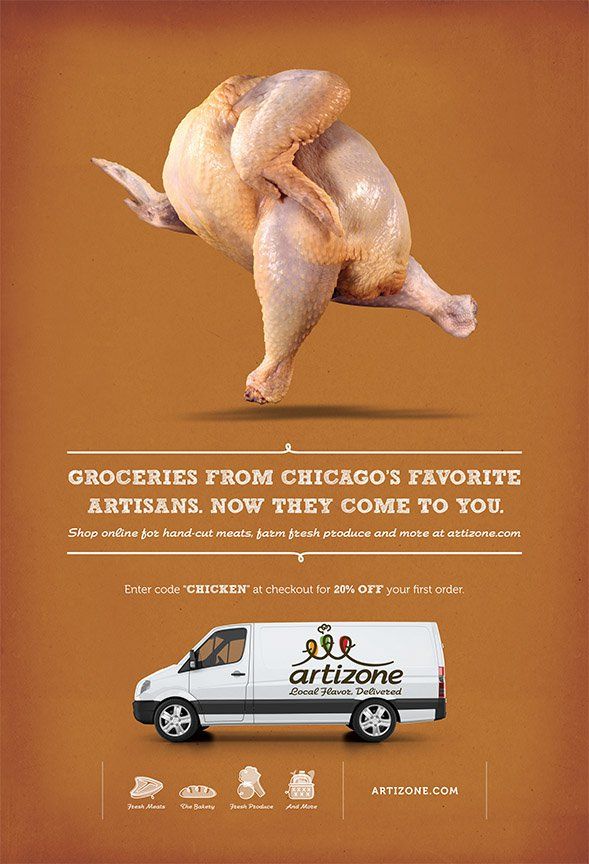 GROCERIES FROM CHICAGO'S FAVORITE
ARTISANS. NOW THEY COME TO YOU.
Shop online for hand-cut meats, farm fresh produce and more at artizone.com
Enter code "CHICKEN" at checkout for 20% OFF your first order.
artizone
Local Flavor. Delivered
Fresh Meats
The Bakery
Fresh Produce
And More
ARTIZONE.COM